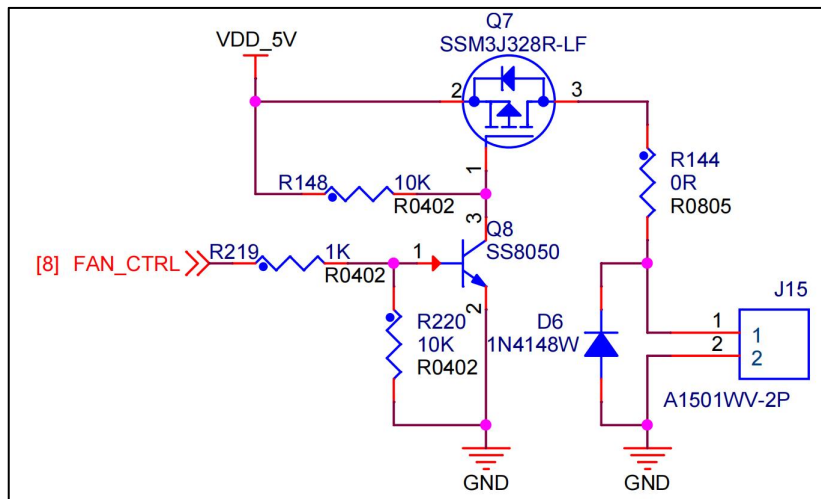 Q7
SSM3J328R-LF
VDD_5V
2
3
1
R148
10K
R0402
R144
0R
R0805
3
Q8
SS8050
[8] FAN_CTRL
R219
1K
R0402
1
2
R220
10K
R0402
D6
1N4148W
J15
1
2
1
2
A1501WV-2P
GND
GND